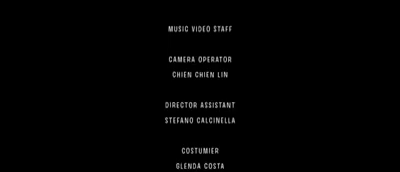 MUSIC VIDEO STAFF
CAMERA OPERATOR
CHIEN CHIEN LIN
DIRECTOR ASSISTANT
STEFANO CALCINELLA
COSTUMIER
GLENDA COSTA